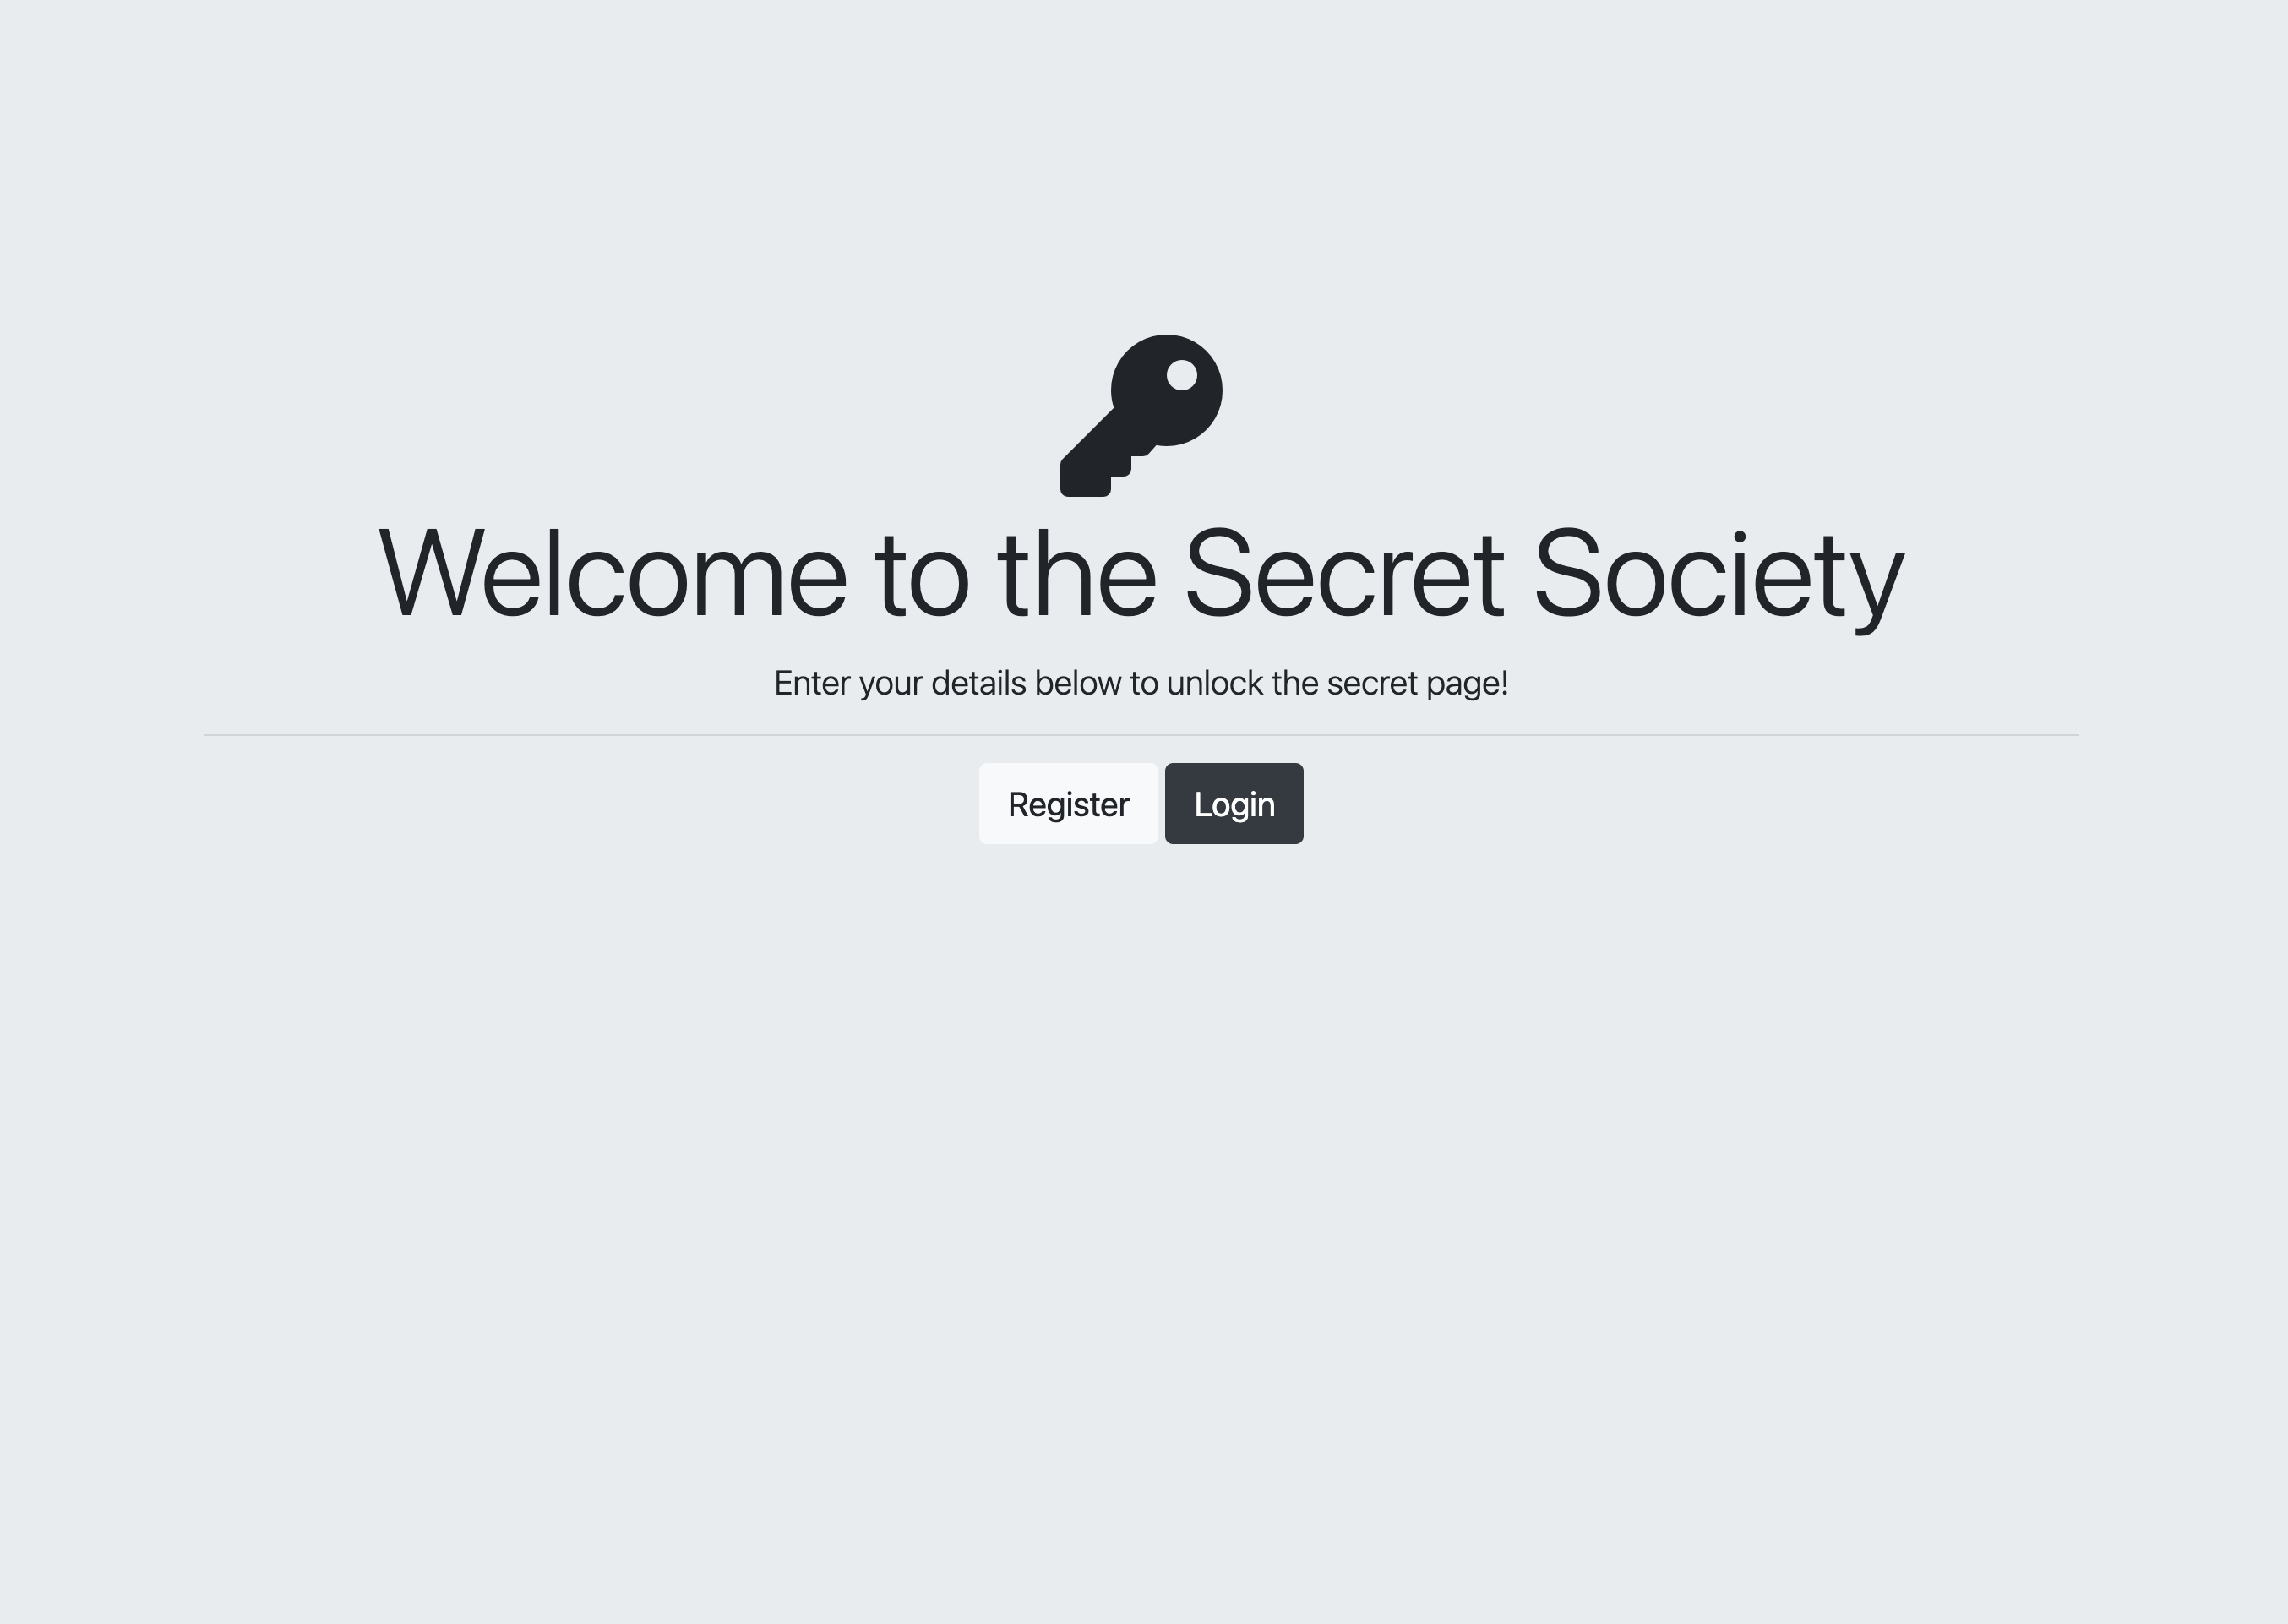 Welcome to the Secret Society
Enter your details below to unlock the secret page!
Register
Login